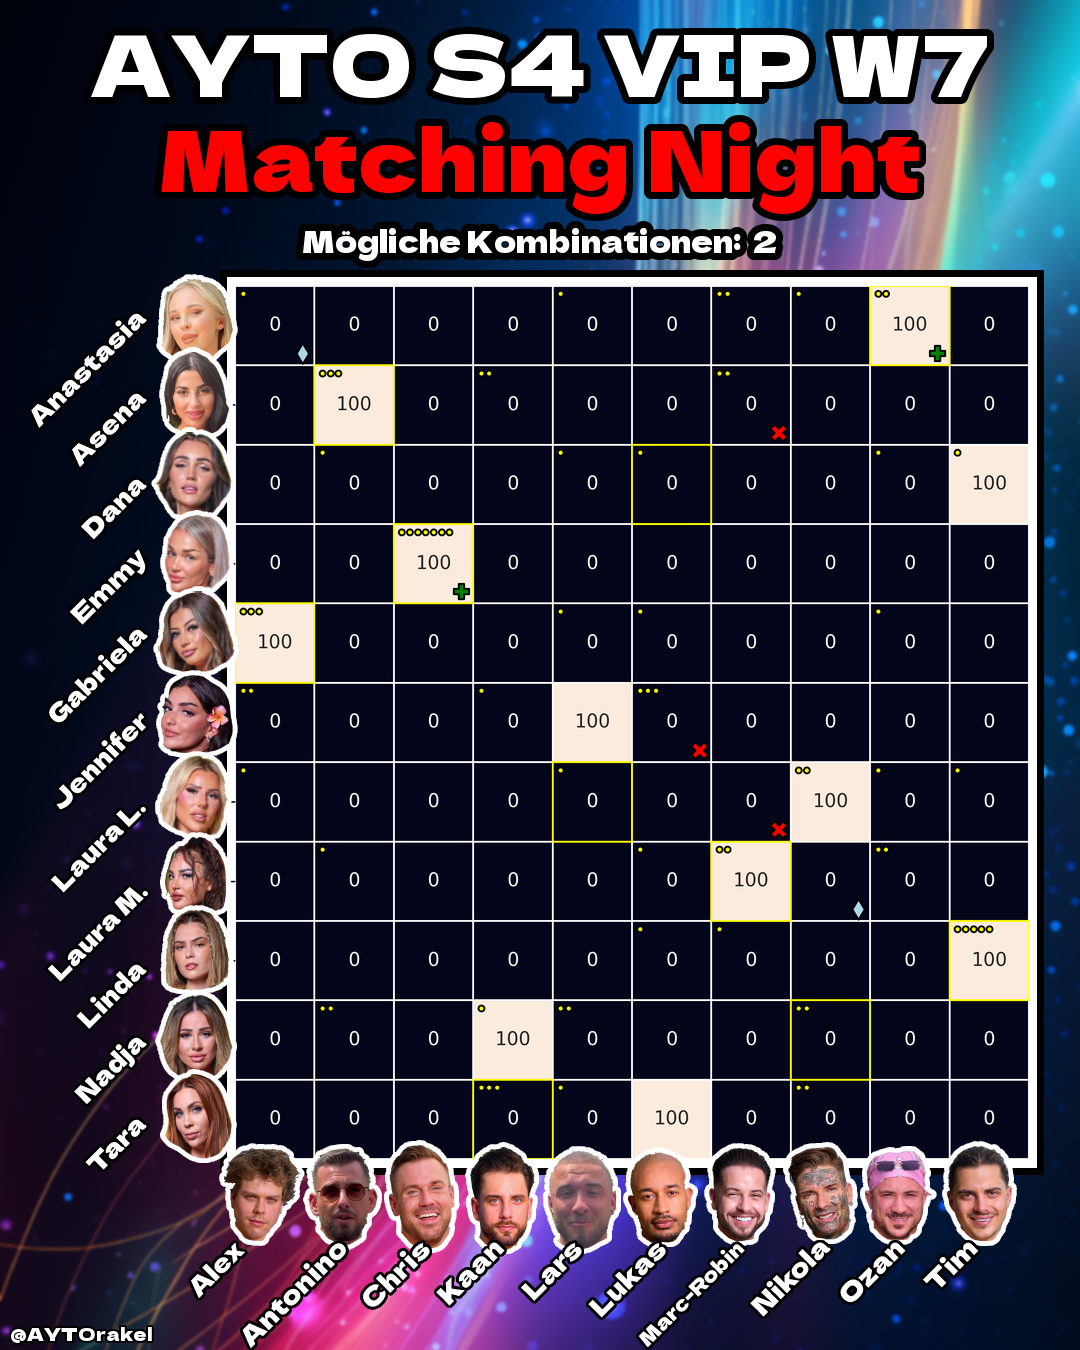 AYTO S4 VIP W7
Matching Night
Mögliche Kombinationen: 2
Anastasia 0 0 0 0 0 0 0 0 100 0
Asena 0 100 0 0 0 0 0 0 0 0
Dana 0 0 0 0 0 0 0 0 0 100
Emmy 0 0 100 0 0 0 0 0 0 0
Gabriela 100 0 0 0 0 0 0 0 0 0
Jennifer 0 0 0 0 100 0 0 0 0 0
Laura L. 0 0 0 0 0 0 0 100 0 0
Laura M. 0 0 0 0 0 0 100 0 0 0
Linda 0 0 0 0 0 0 0 0 0 100
Nadja 0 0 0 100 0 0 0 0 0 0
Tara 0 0 0 0 0 100 0 0 0 0
Alex Antonino Chris Kaan Lars Lukas Marc-Robin Nikola Ozan Tim
@AYTOrakel